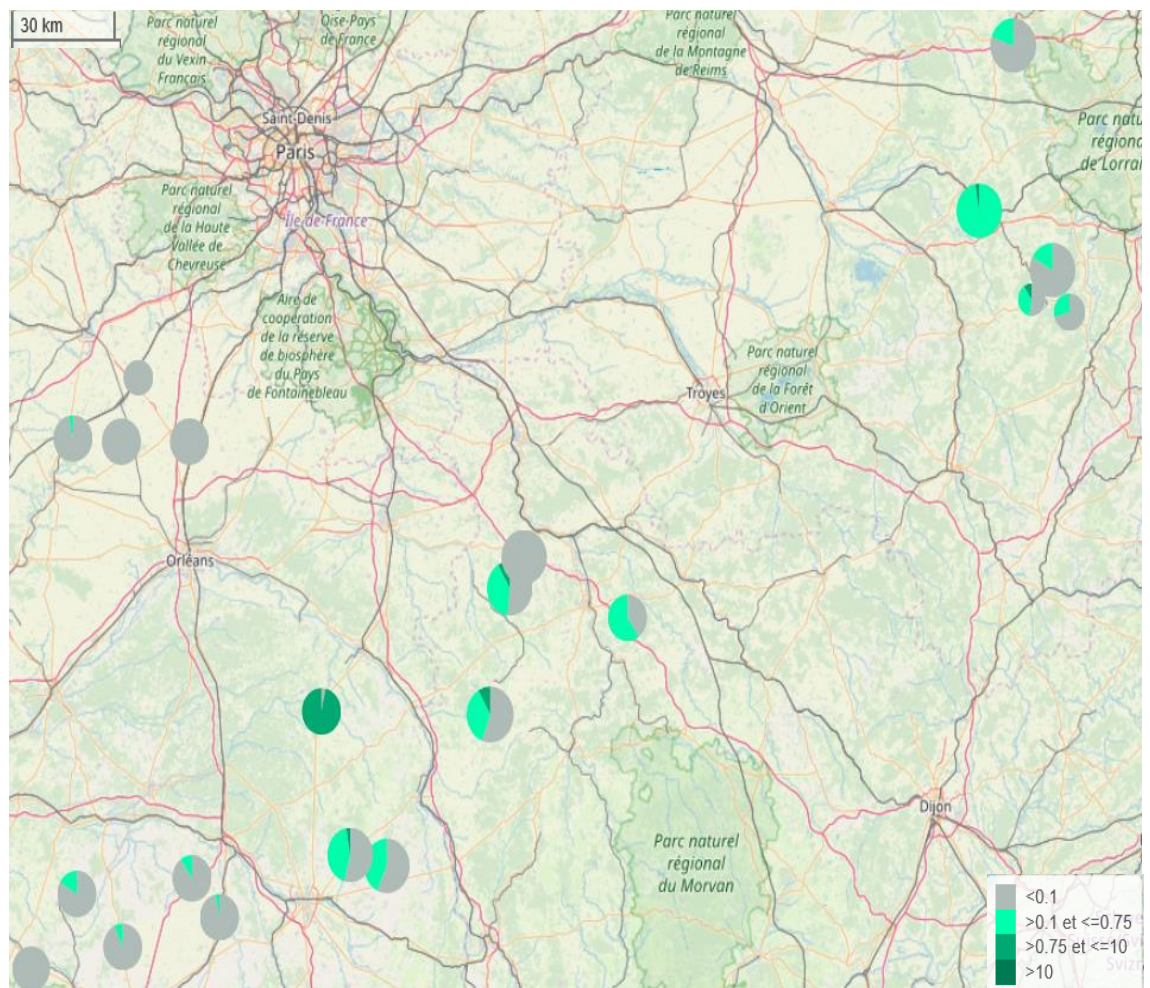 30 km
Parc naturel
régional
du Vexin
Français
Oise-Pays
de France
Parc naturel
régional
de la Montagne
de Reims
Saint-Denis
Paris
Parc
régional
de Lorrai
Parc naturel
régional
de la Haute
Vallée de
Chevreuse
Île-de-France
Aire de
cooperation
de la réserve
de biosphère
du Pays
de Fontainebleau
Parc naturel
régional
de la Forêt
d'Orient
Troyes
Orléans
Dijon
Parc naturel
régional
du Morvan
<0.1
>0.1 et <=0.75
>0.75 et <=10
>10